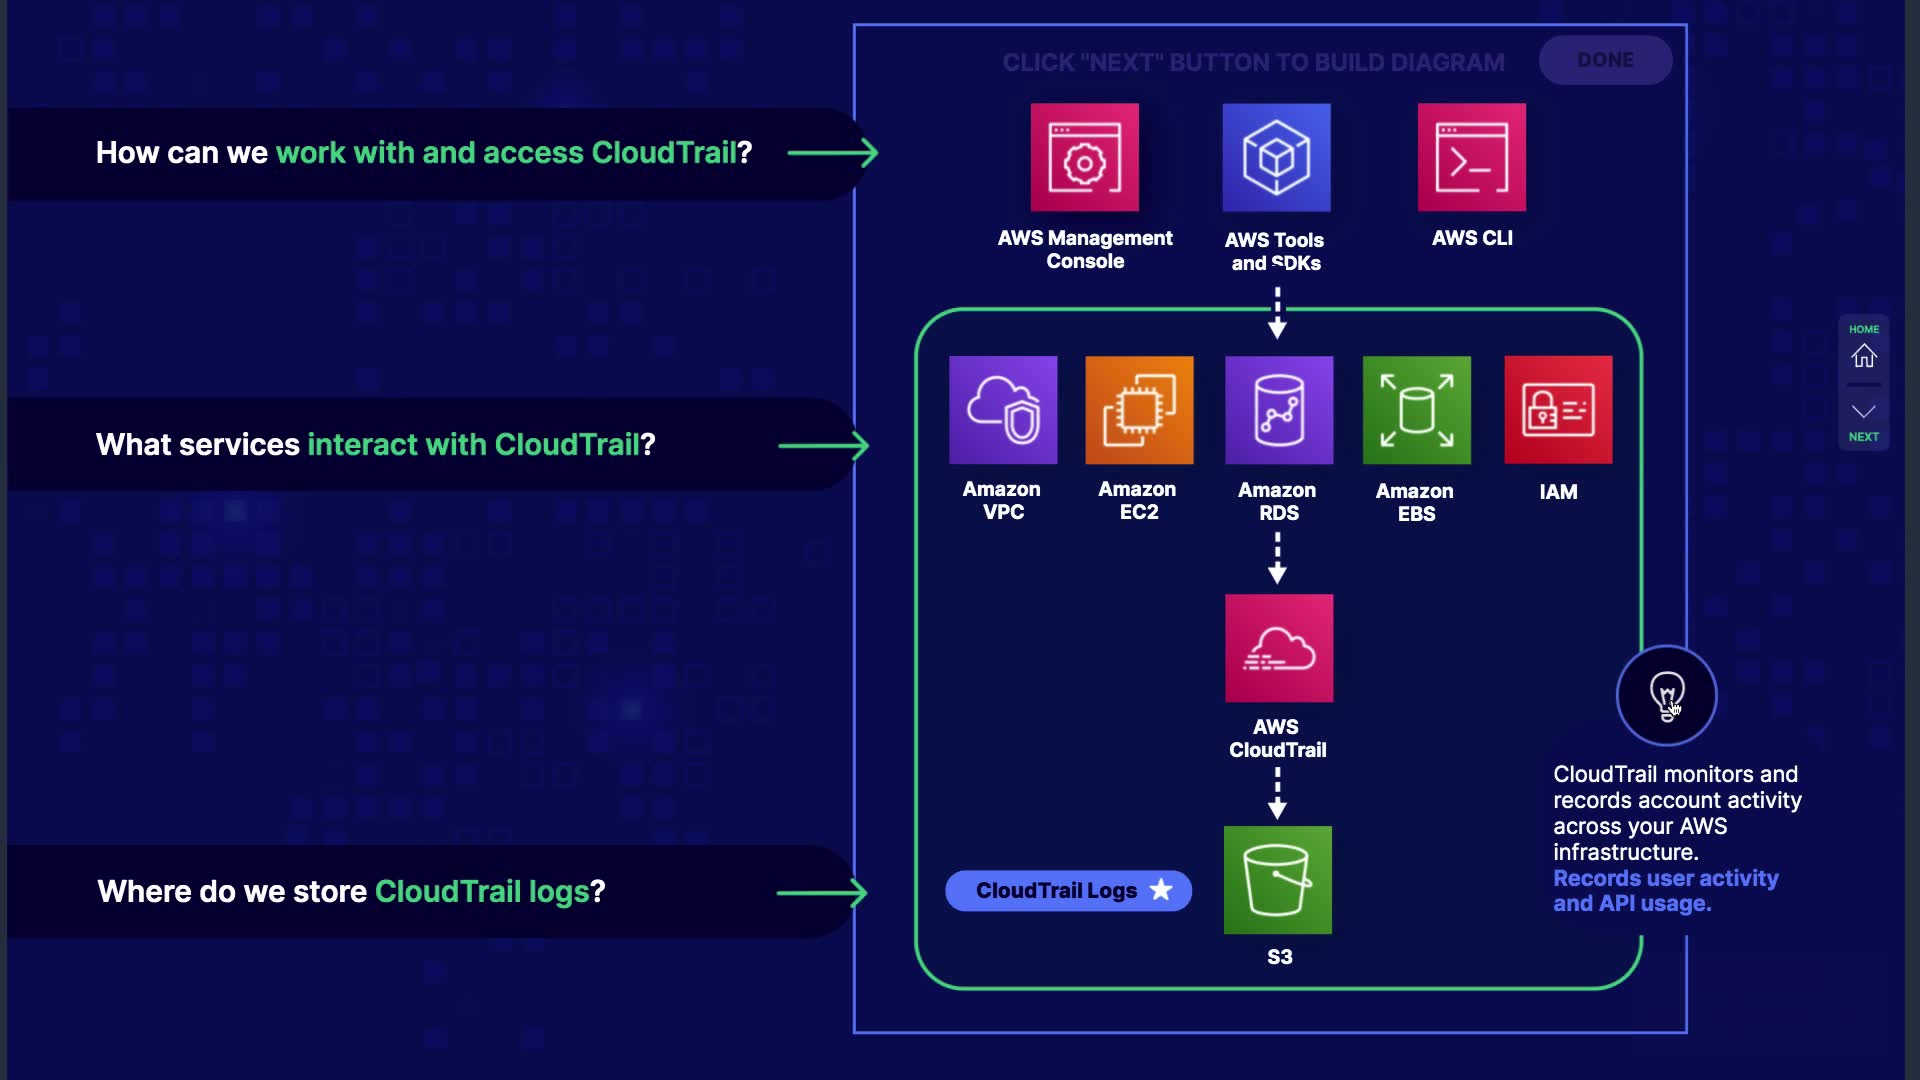 CLICK "NEXT" BUTTON TO BUILD DIAGRAM
DONE
How can we work with and access CloudTrail?
AWS Management
Console
AWS Tools
and SDKs
AWS CLI
HOME
NEXT
What services interact with CloudTrail?
Amazon
VPC
Amazon
EC2
Amazon
RDS
Amazon
EBS
IAM
AWS
CloudTrail
CloudTrail monitors and
records account activity
across your AWS
infrastructure.
Records user activity
and API usage.
Where do we store CloudTrail logs?
CloudTrail Logs
S3